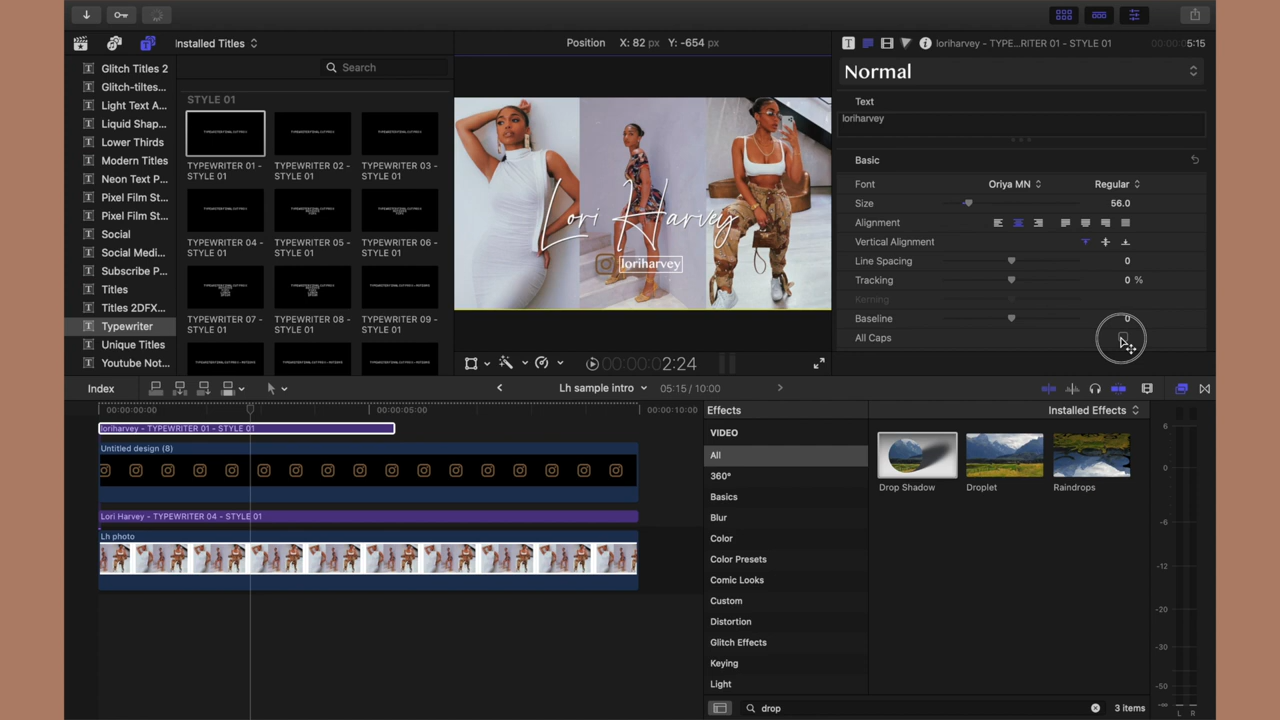 Installed Titles
Position X: 82 px Y: -654 px
loriharvey - TYPE...RITER 01 - STYLE 01
5:15
Glitch Titles 2
Glitch-tiltes...
Light Text A...
Liquid Shap...
Lower Thirds
Modern Titles
Neon Text P...
Pixel Film St...
Pixel Film St...
Social
Social Medi...
Subscribe P...
Titles
Titles 2DFX...
Typewriter
Unique Titles
Youtube Not...
Search
STYLE 01
TYPEWRITER 01 - STYLE 01
TYPEWRITER 02 - STYLE 01
TYPEWRITER 03 - STYLE 01
TYPEWRITER 04 - STYLE 01
TYPEWRITER 05 - STYLE 01
TYPEWRITER 06 - STYLE 01
TYPEWRITER 07 - STYLE 01
TYPEWRITER 08 - STYLE 01
TYPEWRITER 09 - STYLE 01
Lori Harvey
loriharvey
00:00:00:02:24
Normal
Text
loriharvey
Basic
Font Oriya MN Regular
Size 56.0
Alignment
Vertical Alignment
Line Spacing 0
Tracking 0 %
Kerning
Baseline 0
All Caps
Index
Lh sample intro
05:15 / 10:00
00:00:00:00
00:00:05:00
00:00:10:00
loriharvey - TYPEWRITER 01 - STYLE 01
Untitled design (8)
Lori Harvey - TYPEWRITER 04 - STYLE 01
Lh photo
Effects
Installed Effects
VIDEO
All
360°
Basics
Blur
Color
Color Presets
Comic Looks
Custom
Distortion
Glitch Effects
Keying
Light
Drop Shadow
Droplet
Raindrops
drop
3 items
6
0
-6
-12
-20
-30
-50
L R